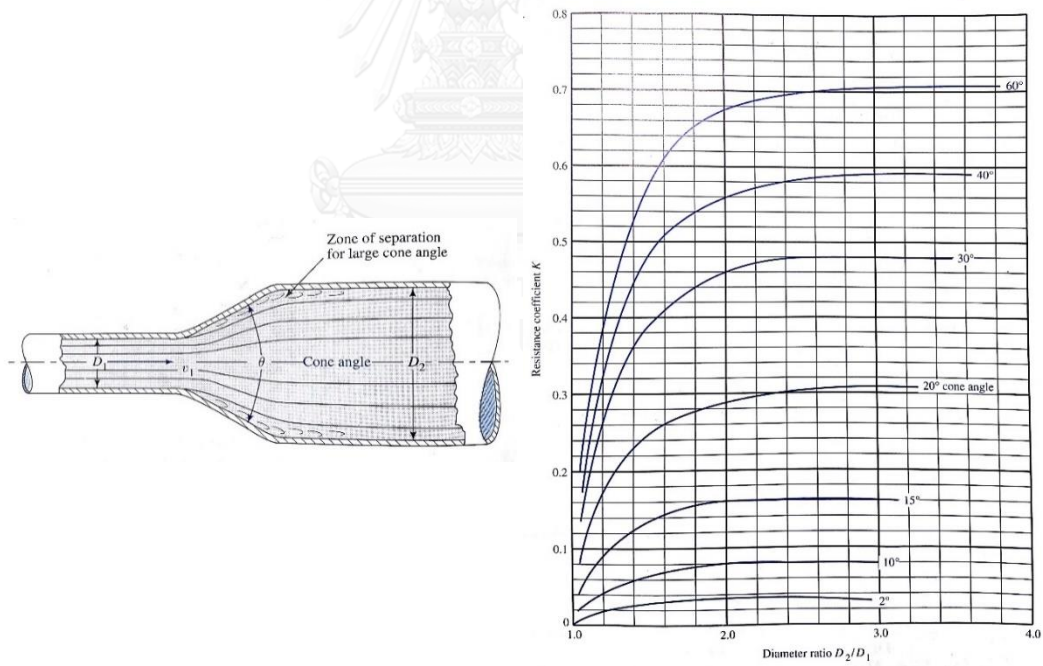 Zone of separation
for large cone angle
D1
v1
θ
Cone angle
D2
0.8
0.7
0.6
0.5
0.4
0.3
0.2
0.1
0
Resistance coefficient K
60°
40°
30°
20° cone angle
15°
10°
2°
1.0 2.0 3.0 4.0
Diameter ratio D2/D1